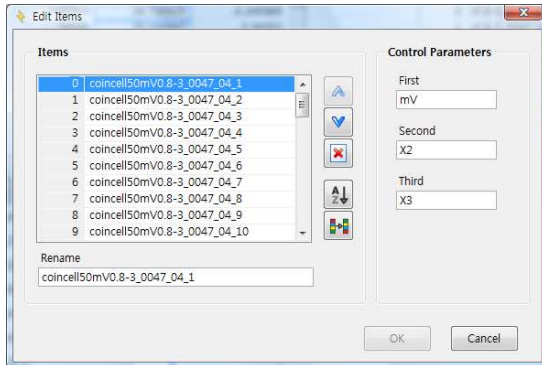 Edit Items
Items
0 coincell50mV0.8-3_0047_04_1
1 coincell50mV0.8-3_0047_04_2
2 coincell50mV0.8-3_0047_04_3
3 coincell50mV0.8-3_0047_04_4
4 coincell50mV0.8-3_0047_04_5
5 coincell50mV0.8-3_0047_04_6
6 coincell50mV0.8-3_0047_04_7
7 coincell50mV0.8-3_0047_04_8
8 coincell50mV0.8-3_0047_04_9
9 coincell50mV0.8-3_0047_04_10
A
Z
Rename
coincell50mV0.8-3_0047_04_1
Control Parameters
First
mV
Second
X2
Third
X3
OK
Cancel